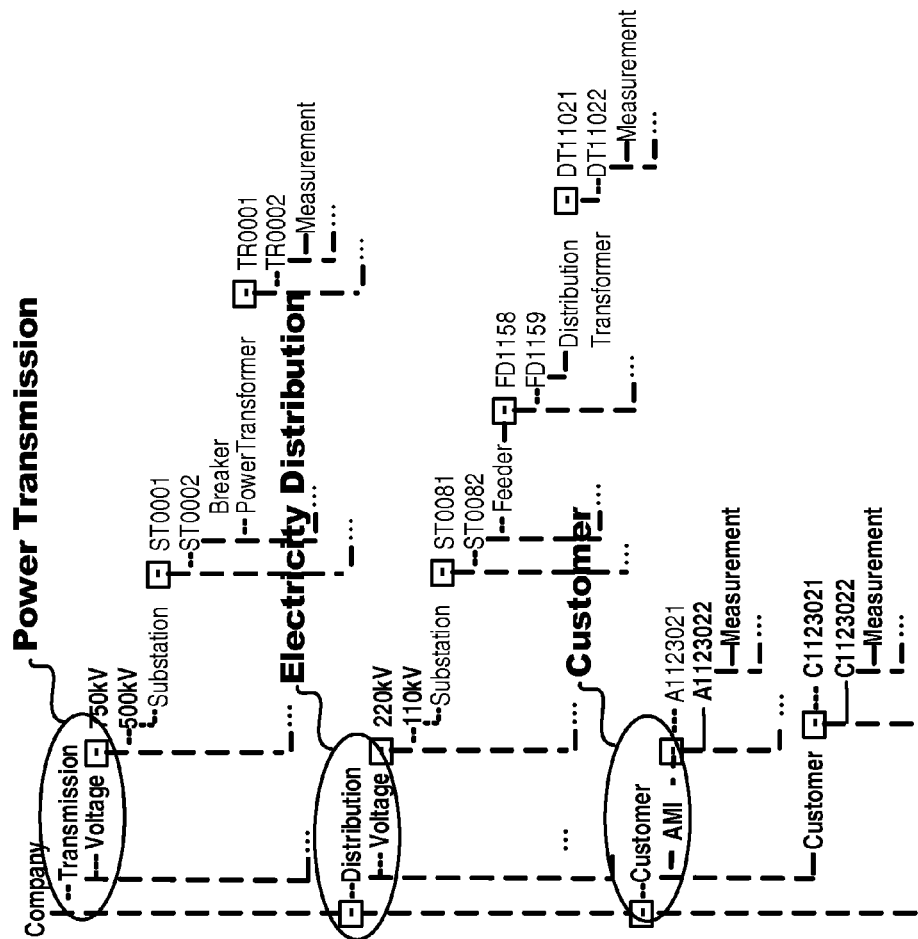 Power Transmission
Company
Transmission
Voltage
750kV
500kV
Substation
ST0001
ST0002
Breaker
PowerTransformer
TR0001
TR0002
Measurement
...
...
...
...
...
...
Electricity Distribution
Distribution
Voltage
220kV
110kV
Substation
ST0081
ST0082
Feeder
FD1158
FD1159
Distribution
Transformer
DT11021
DT11022
Measurement
...
...
...
...
...
...
Customer
Customer
AMI
A1123021
A1123022
Measurement
...
...
Customer
C1123021
C1123022
Measurement
...